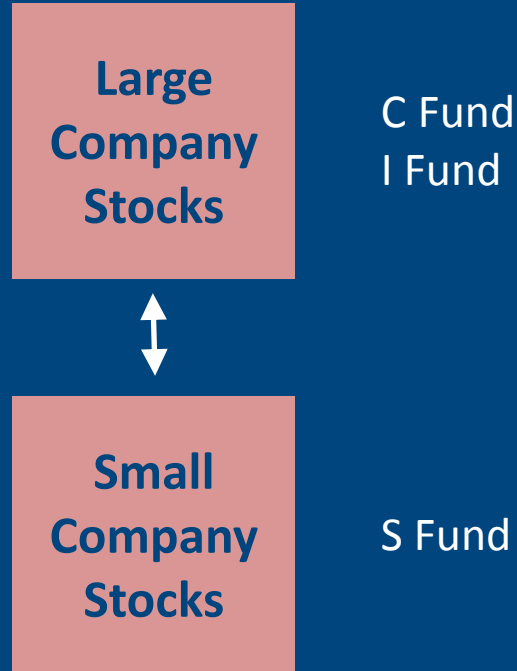 Large
Company
Stocks
C Fund
I Fund
Small
Company
Stocks
S Fund